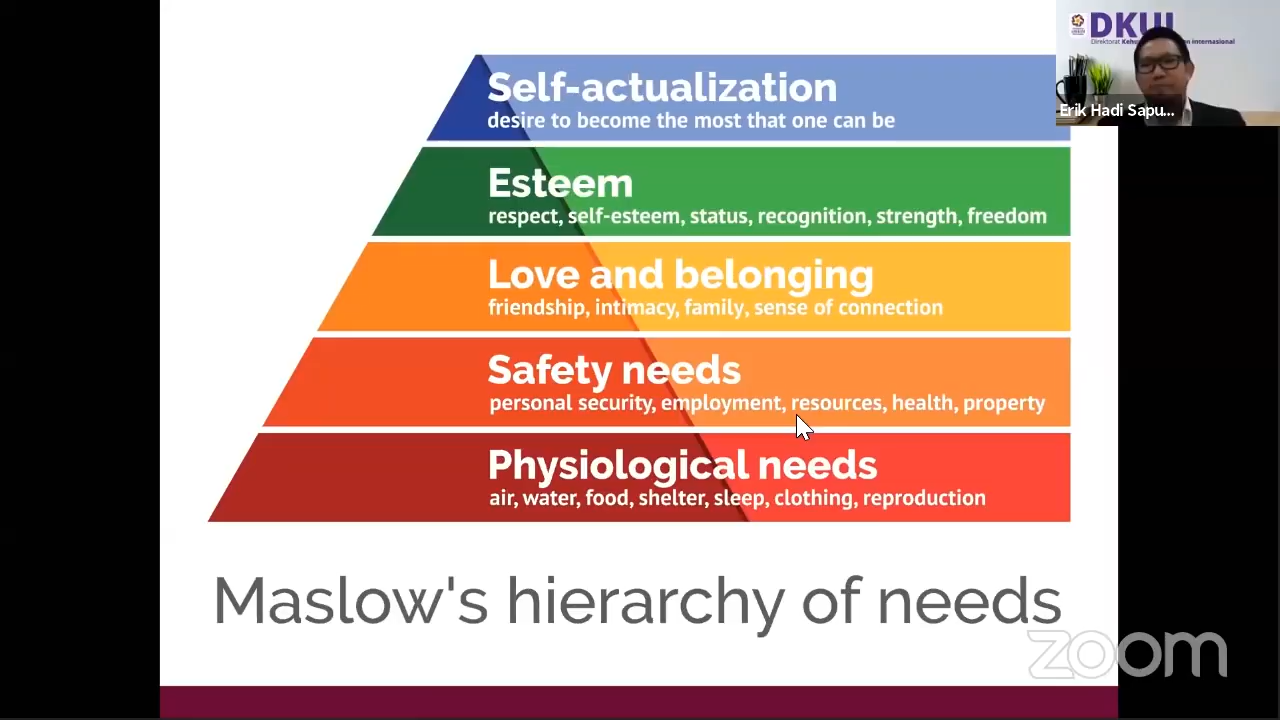 DKUI
Direktorat
internasional
Erik Hadi Sapu...
Self-actualization
desire to become the most that one can be
Esteem
respect, self-esteem, status, recognition, strength, freedom
Love and belonging
friendship, intimacy, family, sense of connection
Safety needs
personal security, employment, resources, health, property
Physiological needs
air, water, food, shelter, sleep, clothing, reproduction
Maslow's hierarchy of needs
zoom